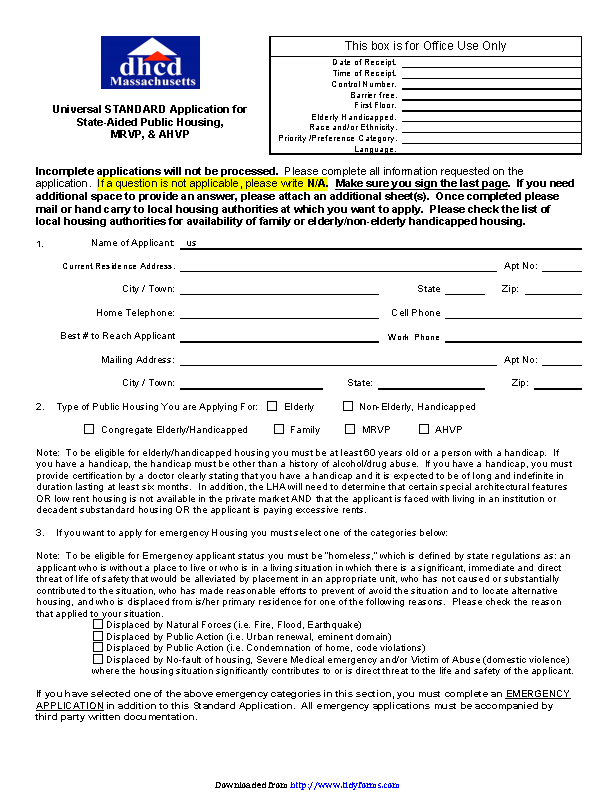 dhcd
Massachusetts
Universal STANDARD Application for
State-Aided Public Housing,
MRVP, & AHVP
This box is for Office Use Only
Date of Receipt.
Time of Receipt.
Control Number.
Barrier free.
First Floor.
Elderly Handicapped.
Race and/or Ethnicity.
Priority /Preference Category.
Language.
Incomplete applications will not be processed. Please complete all information requested on the
application. If a question is not applicable, please write N/A. Make sure you sign the last page. If you need
additional space to provide an answer, please attach an additional sheet(s). Once completed please
mail or hand carry to local housing authorities at which you want to apply. Please check the list of
local housing authorities for availability of family or elderly/non-elderly handicapped housing.
1. Name of Applicant: us
Current Residence Address: Apt No:
City / Town: State Zip:
Home Telephone: Cell Phone
Best # to Reach Applicant Work Phone
Mailing Address: Apt No:
City / Town: State: Zip:
2. Type of Public Housing You are Applying For: ☐ Elderly ☐ Non-Elderly, Handicapped
☐ Congregate Elderly/Handicapped ☐ Family ☐ MRVP ☐ AHVP
Note: To be eligible for elderly/handicapped housing you must be at least 60 years old or a person with a handicap. If
you have a handicap, the handicap must be other than a history of alcohol/drug abuse. If you have a handicap, you must
provide certification by a doctor clearly stating that you have a handicap and it is expected to be of long and indefinite in
duration lasting at least six months. In addition, the LHA will need to determine that certain special architectural features
OR low rent housing is not available in the private market AND that the applicant is faced with living in an institution or
decadent substandard housing OR the applicant is paying excessive rents.
3. If you want to apply for emergency Housing you must select one of the categories below:
Note: To be eligible for Emergency applicant status you must be "homeless," which is defined by state regulations as: an
applicant who is without a place to live or who is in a living situation in which there is a significant, immediate and direct
threat of life of safety that would be alleviated by placement in an appropriate unit, who has not caused or substantially
contributed to the situation, who has made reasonable efforts to prevent of avoid the situation and to locate alternative
housing, and who is displaced from is/her primary residence for one of the following reasons. Please check the reason
that applied to your situation.
☐ Displaced by Natural Forces (i.e. Fire, Flood, Earthquake)
☐ Displaced by Public Action (i.e. Urban renewal, eminent domain)
☐ Displaced by Public Action (i.e. Condemnation of home, code violations)
☐ Displaced by No-fault of housing, Severe Medical emergency and/or Victim of Abuse (domestic violence)
where the housing situation significantly contributes to or is direct threat to the life and safety of the applicant.
If you have selected one of the above emergency categories in this section, you must complete an EMERGENCY
APPLICATION in addition to this Standard Application. All emergency applications must be accompanied by
third party written documentation.
Downloaded from http://www.tidyforms.com